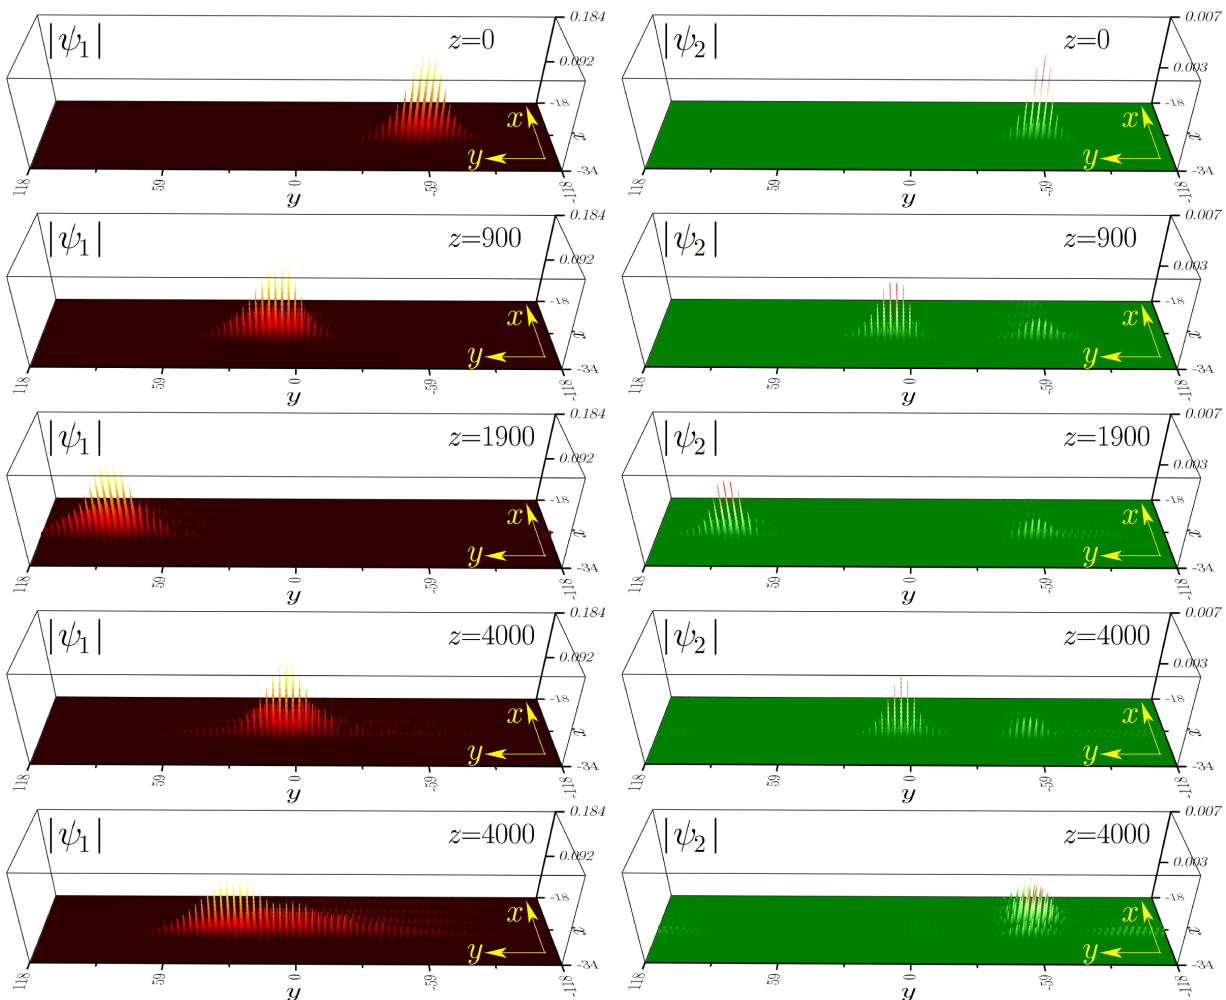 |ψ₁| z=0 0.184
0.092
-18
x
x
y
-34
118 59 0 -59 -118
y
|ψ₂| z=0 0.007
0.003
-18
x
x
y
-34
118 59 0 -59 -118
y
|ψ₁| z=900 0.184
0.092
-18
x
x
y
-34
118 59 0 -59 -118
y
|ψ₂| z=900 0.007
0.003
-18
x
x
y
-34
118 59 0 -59 -118
y
|ψ₁| z=1900 0.184
0.092
-18
x
x
y
-34
118 59 0 -59 -118
y
|ψ₂| z=1900 0.007
0.003
-18
x
x
y
-34
118 59 0 -59 -118
y
|ψ₁| z=4000 0.184
0.092
-18
x
x
y
-34
118 59 0 -59 -118
y
|ψ₂| z=4000 0.007
0.003
-18
x
x
y
-34
118 59 0 -59 -118
y
|ψ₁| z=4000 0.184
0.092
-18
x
x
y
-34
118 59 0 -59 -118
y
|ψ₂| z=4000 0.007
0.003
-18
x
x
y
-34
118 59 0 -59 -118
y